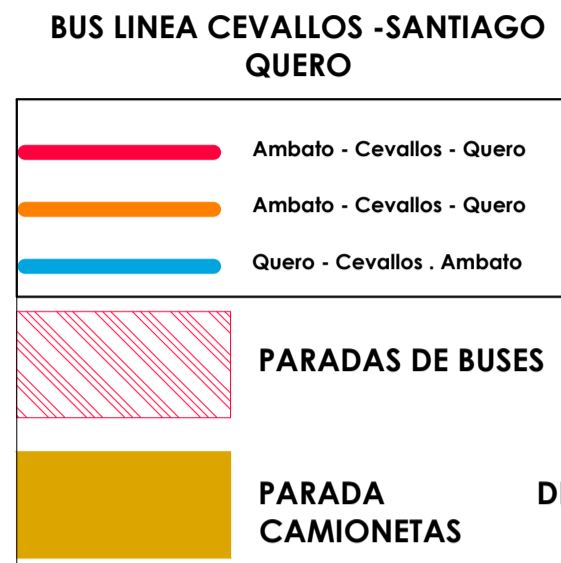 BUS LINEA CEVALLOS -SANTIAGO
QUERO
Ambato - Cevallos - Quero
Ambato - Cevallos - Quero
Quero - Cevallos . Ambato
PARADAS DE BUSES
PARADA
CAMIONETAS